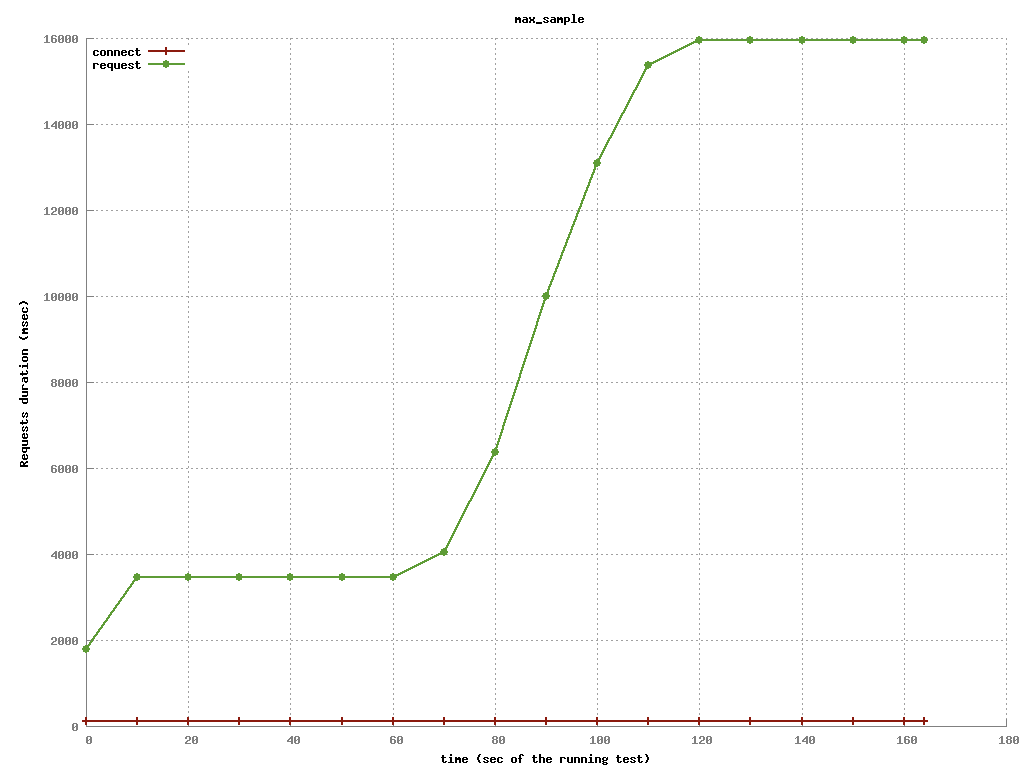 max_sample
connect
request
16000
14000
12000
10000
8000
6000
4000
2000
0
Requests duration (msec)
0 20 40 60 80 100 120 140 160 180
time (sec of the running test)